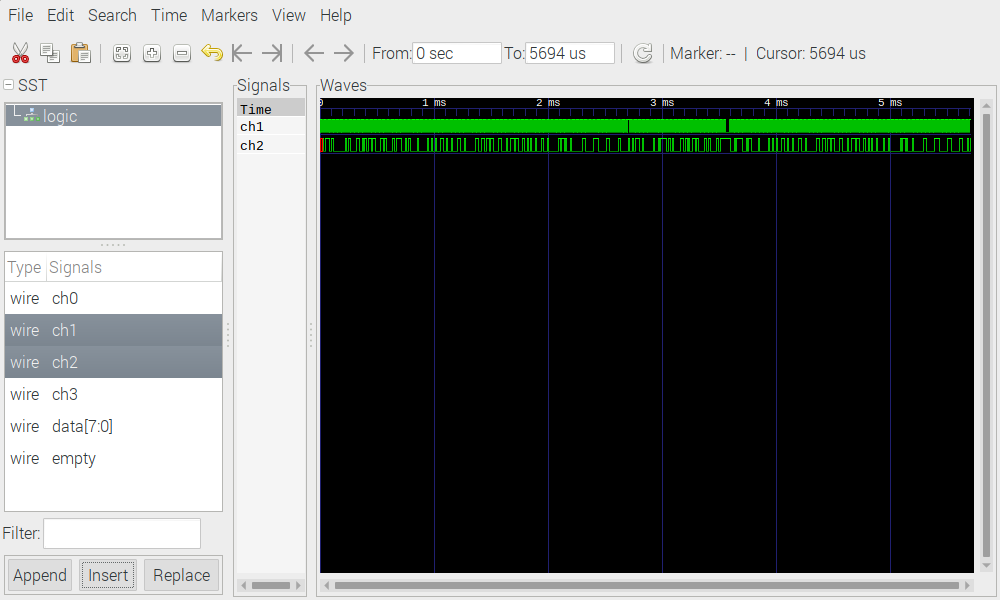 File Edit Search Time Markers View Help
From: 0 sec To: 5694 us Marker: -- | Cursor: 5694 us
SST
logic
Type Signals
wire ch0
wire ch1
wire ch2
wire ch3
wire data[7:0]
wire empty
Filter:
Append Insert Replace
Signals
Time
ch1
ch2
Waves
0 1 ms 2 ms 3 ms 4 ms 5 ms